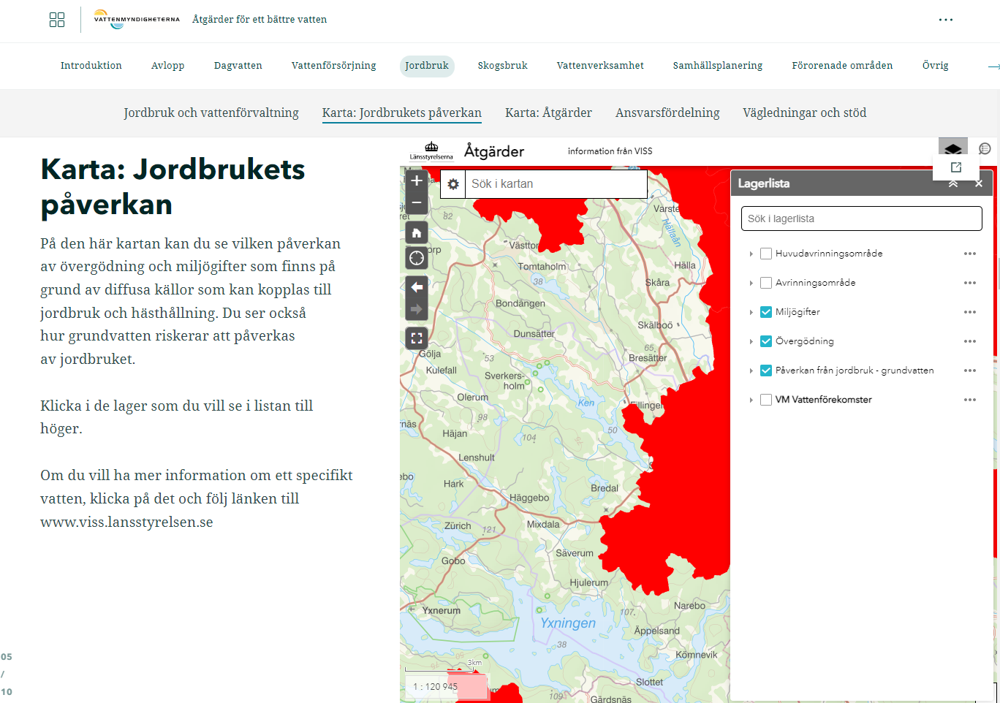 VATTENMYNDIGHETERNA
Åtgärder för ett bättre vatten
Introduktion
Avlopp
Dagvatten
Vattenförsörjning
Jordbruk
Skogsbruk
Vattenverksamhet
Samhällsplanering
Förorenade områden
Övrig
Jordbruk och vattenförvaltning
Karta: Jordbrukets påverkan
Karta: Åtgärder
Ansvarsfördelning
Vägledningar och stöd
Karta: Jordbrukets
påverkan
På den här kartan kan du se vilken påverkan
av övergödning och miljögifter som finns på
grund av diffusa källor som kan kopplas till
jordbruk och hästhållning. Du ser också
hur grundvatten riskerar att påverkas
av jordbruket.
Klicka i de lager som du vill se i listan till
höger.
Om du vill ha mer information om ett specifikt
vatten, klicka på det och följ länken till
www.viss.lansstyrelsen.se
05
/
10
Länsstyrelserna
Åtgärder
information från VISS
Sök i kartan
Lagerlista
Sök i lagerlista
Huvudavrinningsområde
Avrinningsområde
Miljögifter
Övergödning
Påverkan från jordbruk - grundvatten
VM Vattenförekomster
82
Varste
Hällaån
Västtor
orp
Tomtaholm
Hälla
38
Skåra
Bondängen
Skälboö
Dunsätter
65
Gölja
53
Bresätter
Kulefall
Sverkers-
holm
Olerum
Ken
Fillinge
98
näs
50
Häjan
104
Lenshult
ebo
Hark
Bredal
Häggebo
Zürich
121
Mixdala
Säverum
Gobo
Hjulerum
Yxnerum
107
Narebo
Yxningen
Äppelsand
38
Kömnevik
3km
Slottet
1 : 120 945
109
Gärdsnäs